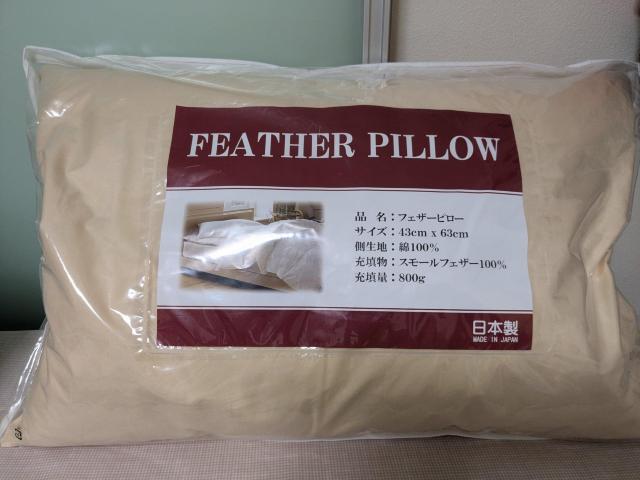 FEATHER PILLOW
品　名：フェザーピロー
サイズ：43cm x 63cm
側生地：綿100%
充填物：スモールフェザー100%
充填量：800g
日本製
MADE IN JAPAN